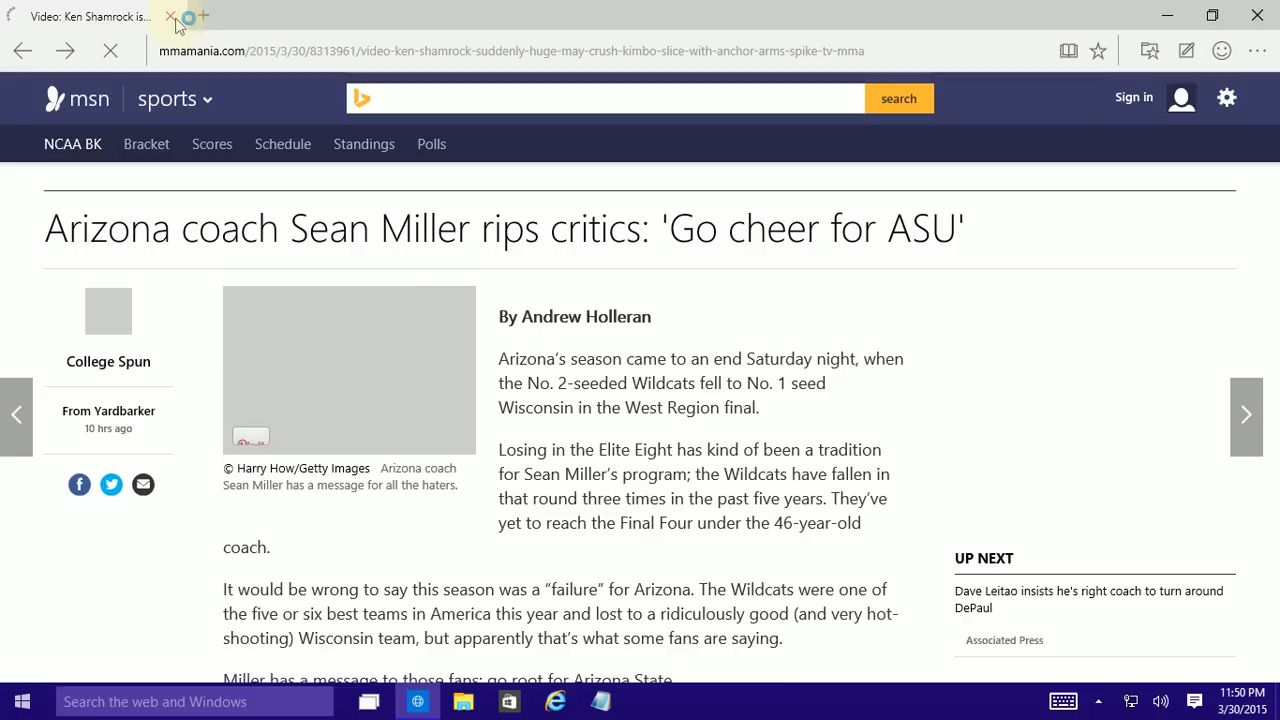 Video: Ken Shamrock is...
mmamania.com/2015/3/30/8313961/video-ken-shamrock-suddenly-huge-may-crush-kimbo-slice-with-anchor-arms-spike-tv-mma
msn sports search Sign in
NCAA BK Bracket Scores Schedule Standings Polls
Arizona coach Sean Miller rips critics: 'Go cheer for ASU'
College Spun
From Yardbarker
10 hrs ago
© Harry How/Getty Images Arizona coach
Sean Miller has a message for all the haters.
By Andrew Holleran
Arizona’s season came to an end Saturday night, when
the No. 2-seeded Wildcats fell to No. 1 seed
Wisconsin in the West Region final.
Losing in the Elite Eight has kind of been a tradition
for Sean Miller’s program; the Wildcats have fallen in
that round three times in the past five years. They’ve
yet to reach the Final Four under the 46-year-old
coach.
It would be wrong to say this season was a “failure” for Arizona. The Wildcats were one of
the five or six best teams in America this year and lost to a ridiculously good (and very hot-
shooting) Wisconsin team, but apparently that’s what some fans are saying.
Miller has a message to those fans: go root for Arizona State.
UP NEXT
Dave Leitao insists he's right coach to turn around
DePaul
Associated Press
Search the web and Windows
11:50 PM
3/30/2015